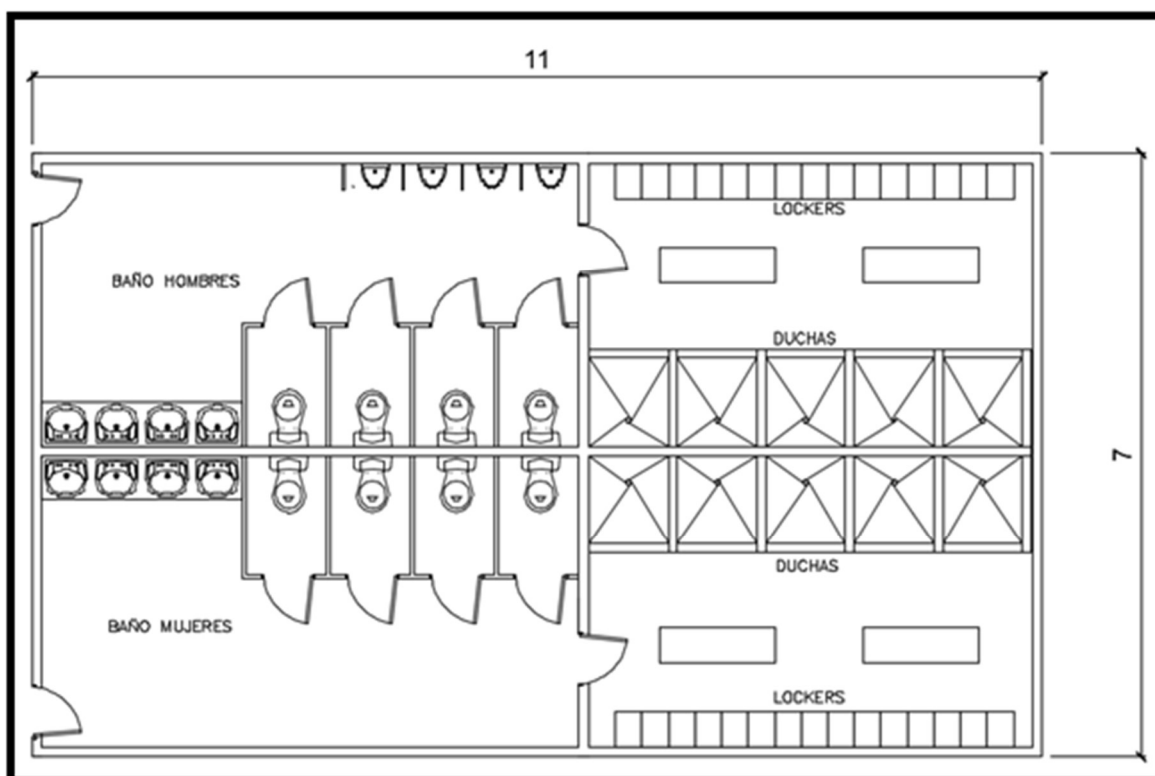 11
LOCKERS
BAÑO HOMBRES
DUCHAS
7
DUCHAS
BAÑO MUJERES
LOCKERS